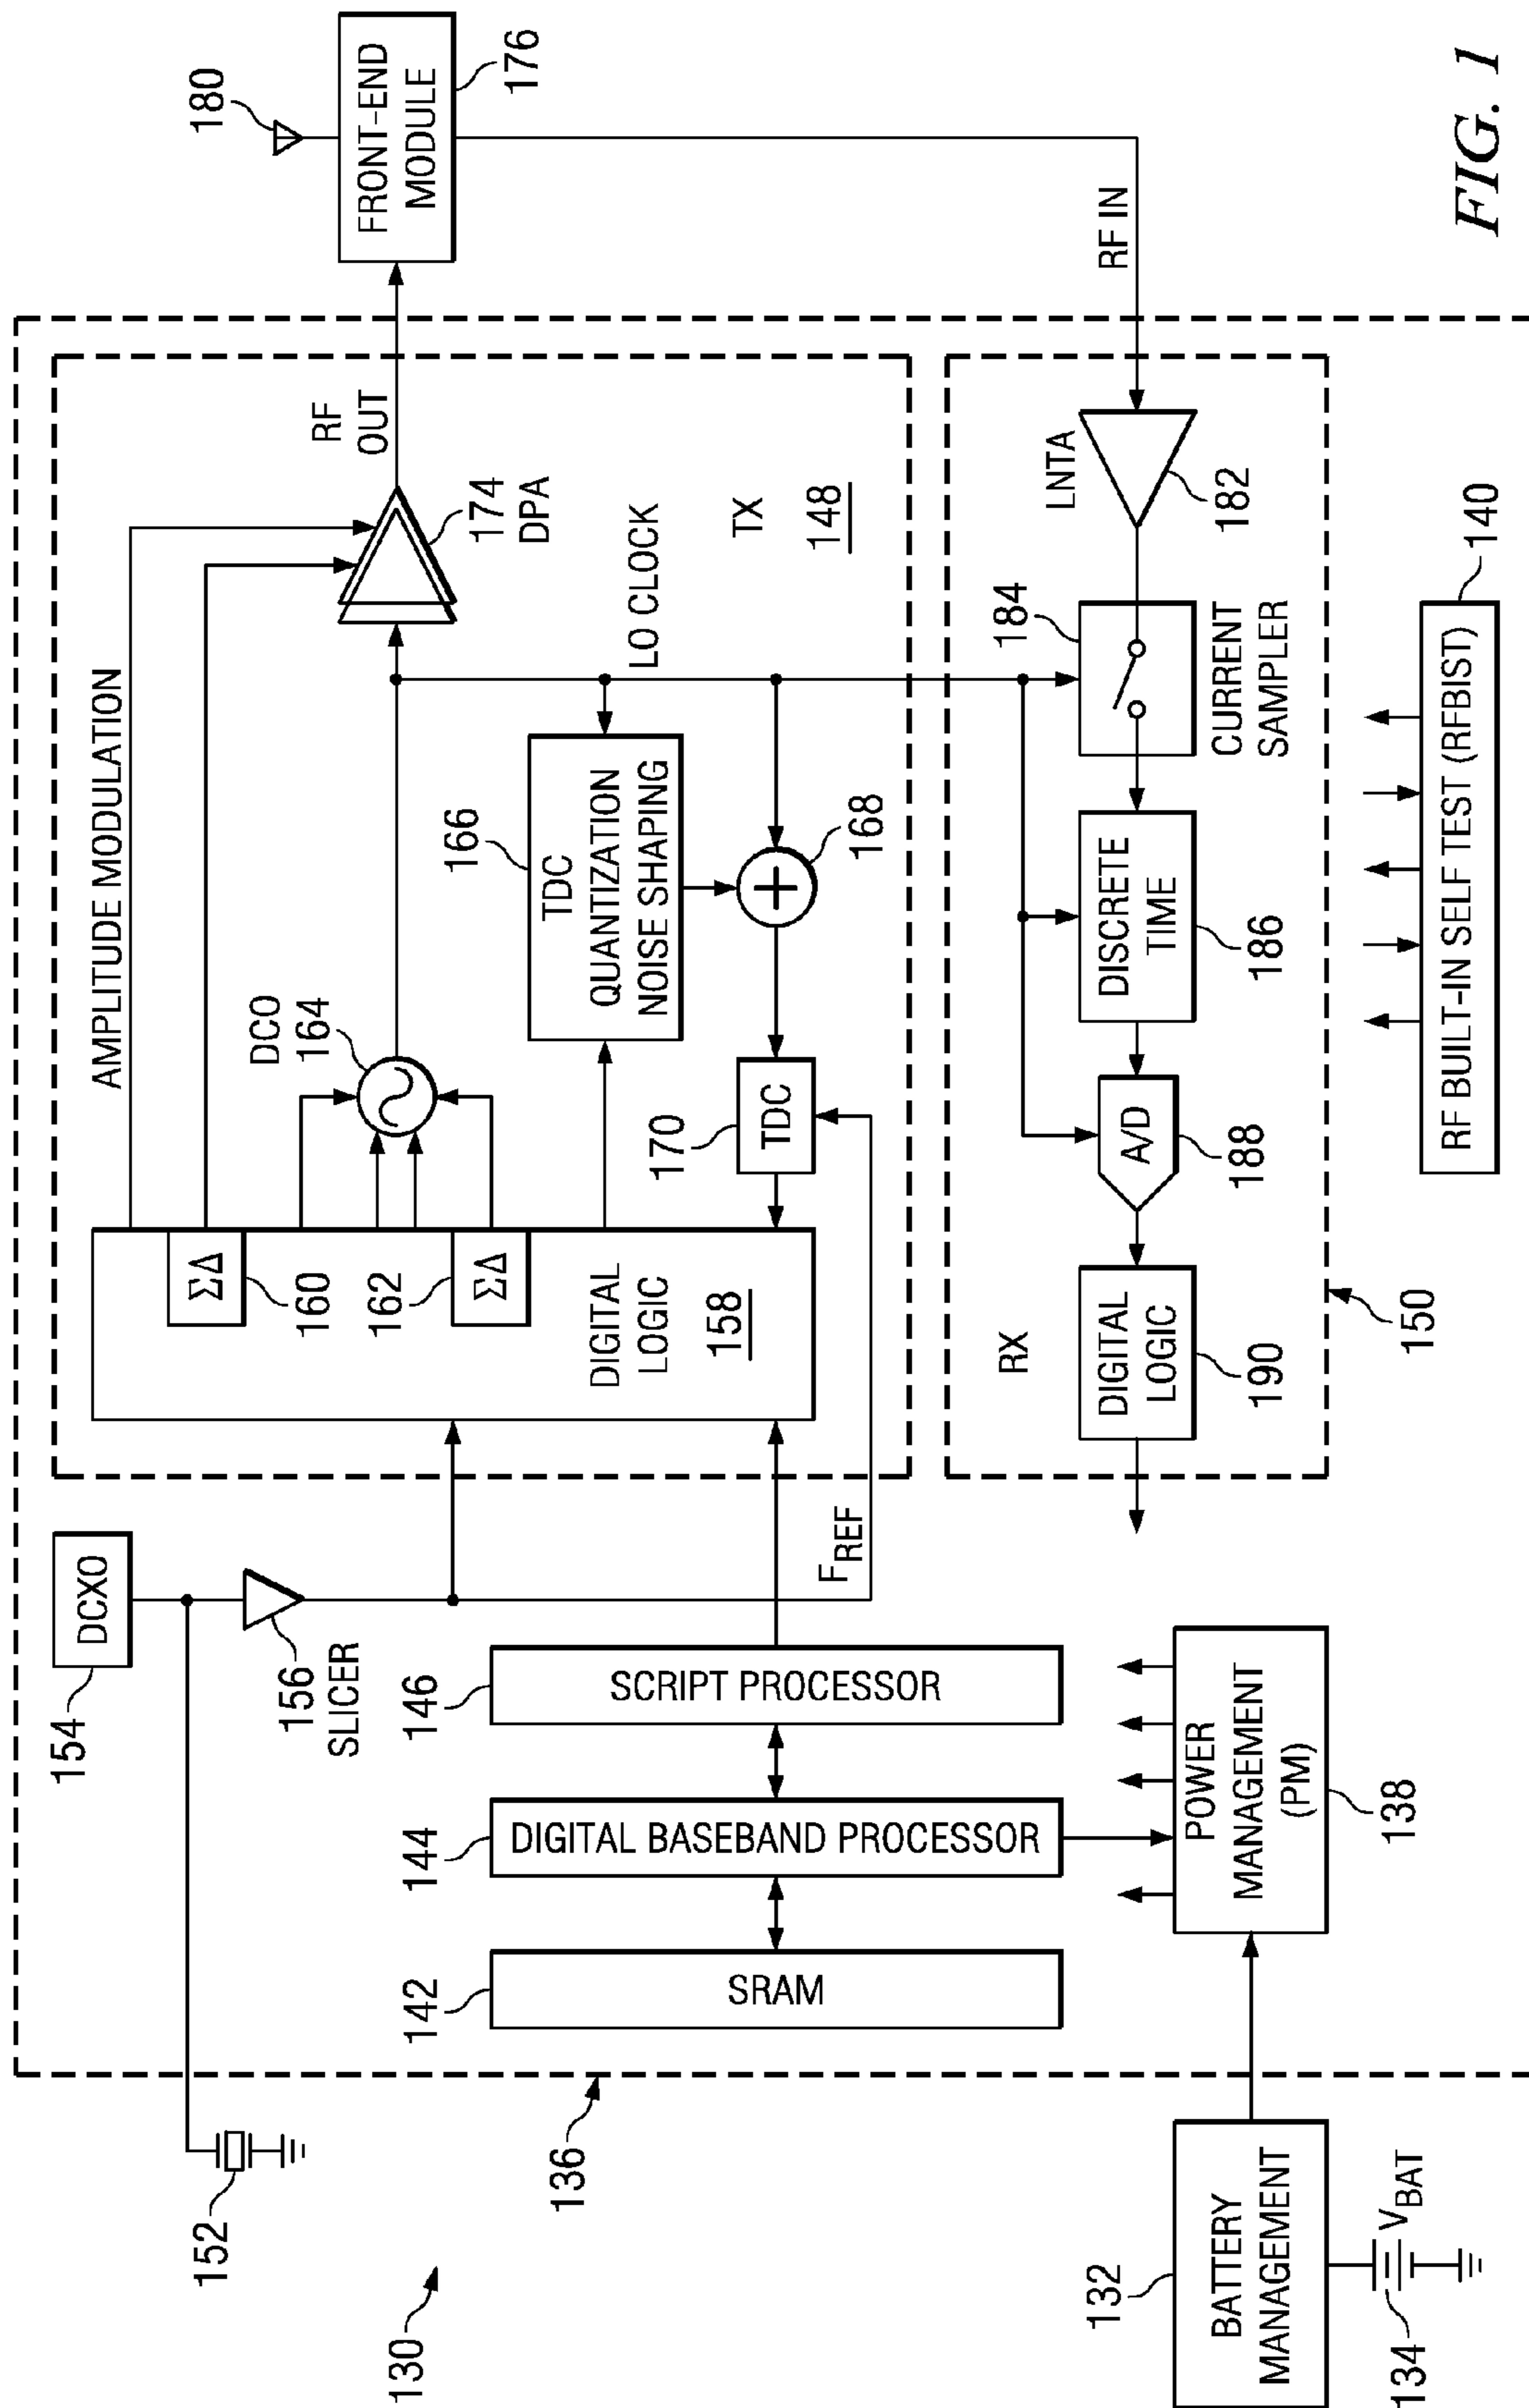 180
FRONT-END
MODULE
176
RF
OUT
RF IN
AMPLITUDE MODULATION
174
DPA
DCO
164
LO CLOCK
TX
148
166
TDC
QUANTIZATION
NOISE SHAPING
168
170
TDC
ΣΔ
160
162
ΣΔ
DIGITAL
LOGIC
158
154
DCXO
156
SLICER
F_REF
152
130
136
142
SRAM
144
DIGITAL BASEBAND PROCESSOR
146
SCRIPT PROCESSOR
RX
DIGITAL
LOGIC
190
A/D
188
DISCRETE
TIME
186
184
CURRENT
SAMPLER
LNTA
182
150
132
BATTERY
MANAGEMENT
134
V_BAT
POWER
MANAGEMENT
(PM)
138
RF BUILT-IN SELF TEST (RFBIST)
140
FIG. 1